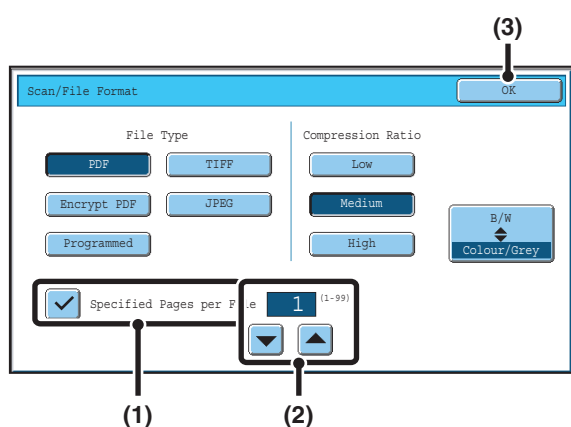 (3)
Scan/File Format
OK
File Type
Compression Ratio
PDF
TIFF
Low
Encrypt PDF
JPEG
Medium
B/W
Colour/Grey
Programmed
High
Specified Pages per File
1
(1-99)
(1)
(2)